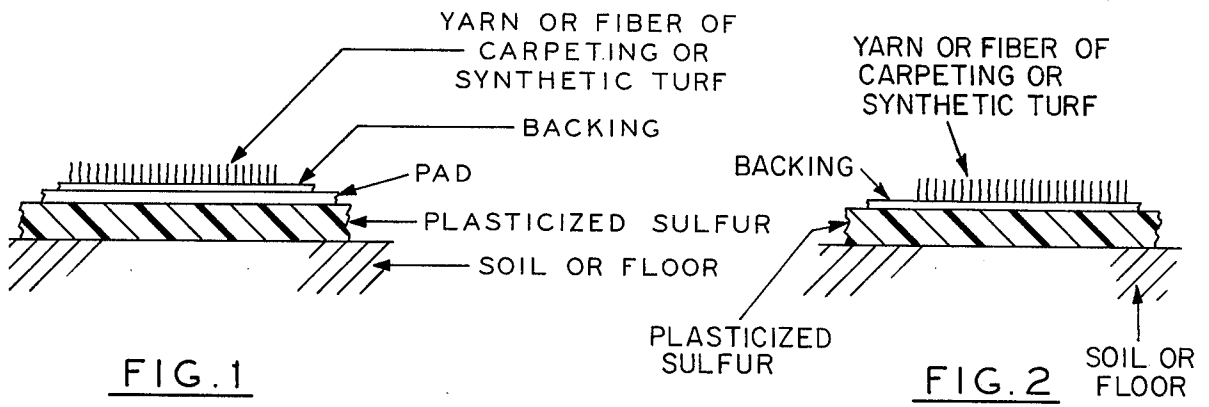 YARN OR FIBER OF
CARPETING OR
SYNTHETIC TURF
BACKING
PAD
PLASTICIZED SULFUR
SOIL OR FLOOR
FIG.1
YARN OR FIBER OF
CARPETING OR
SYNTHETIC TURF
BACKING
PLASTICIZED
SULFUR
SOIL OR
FLOOR
FIG.2